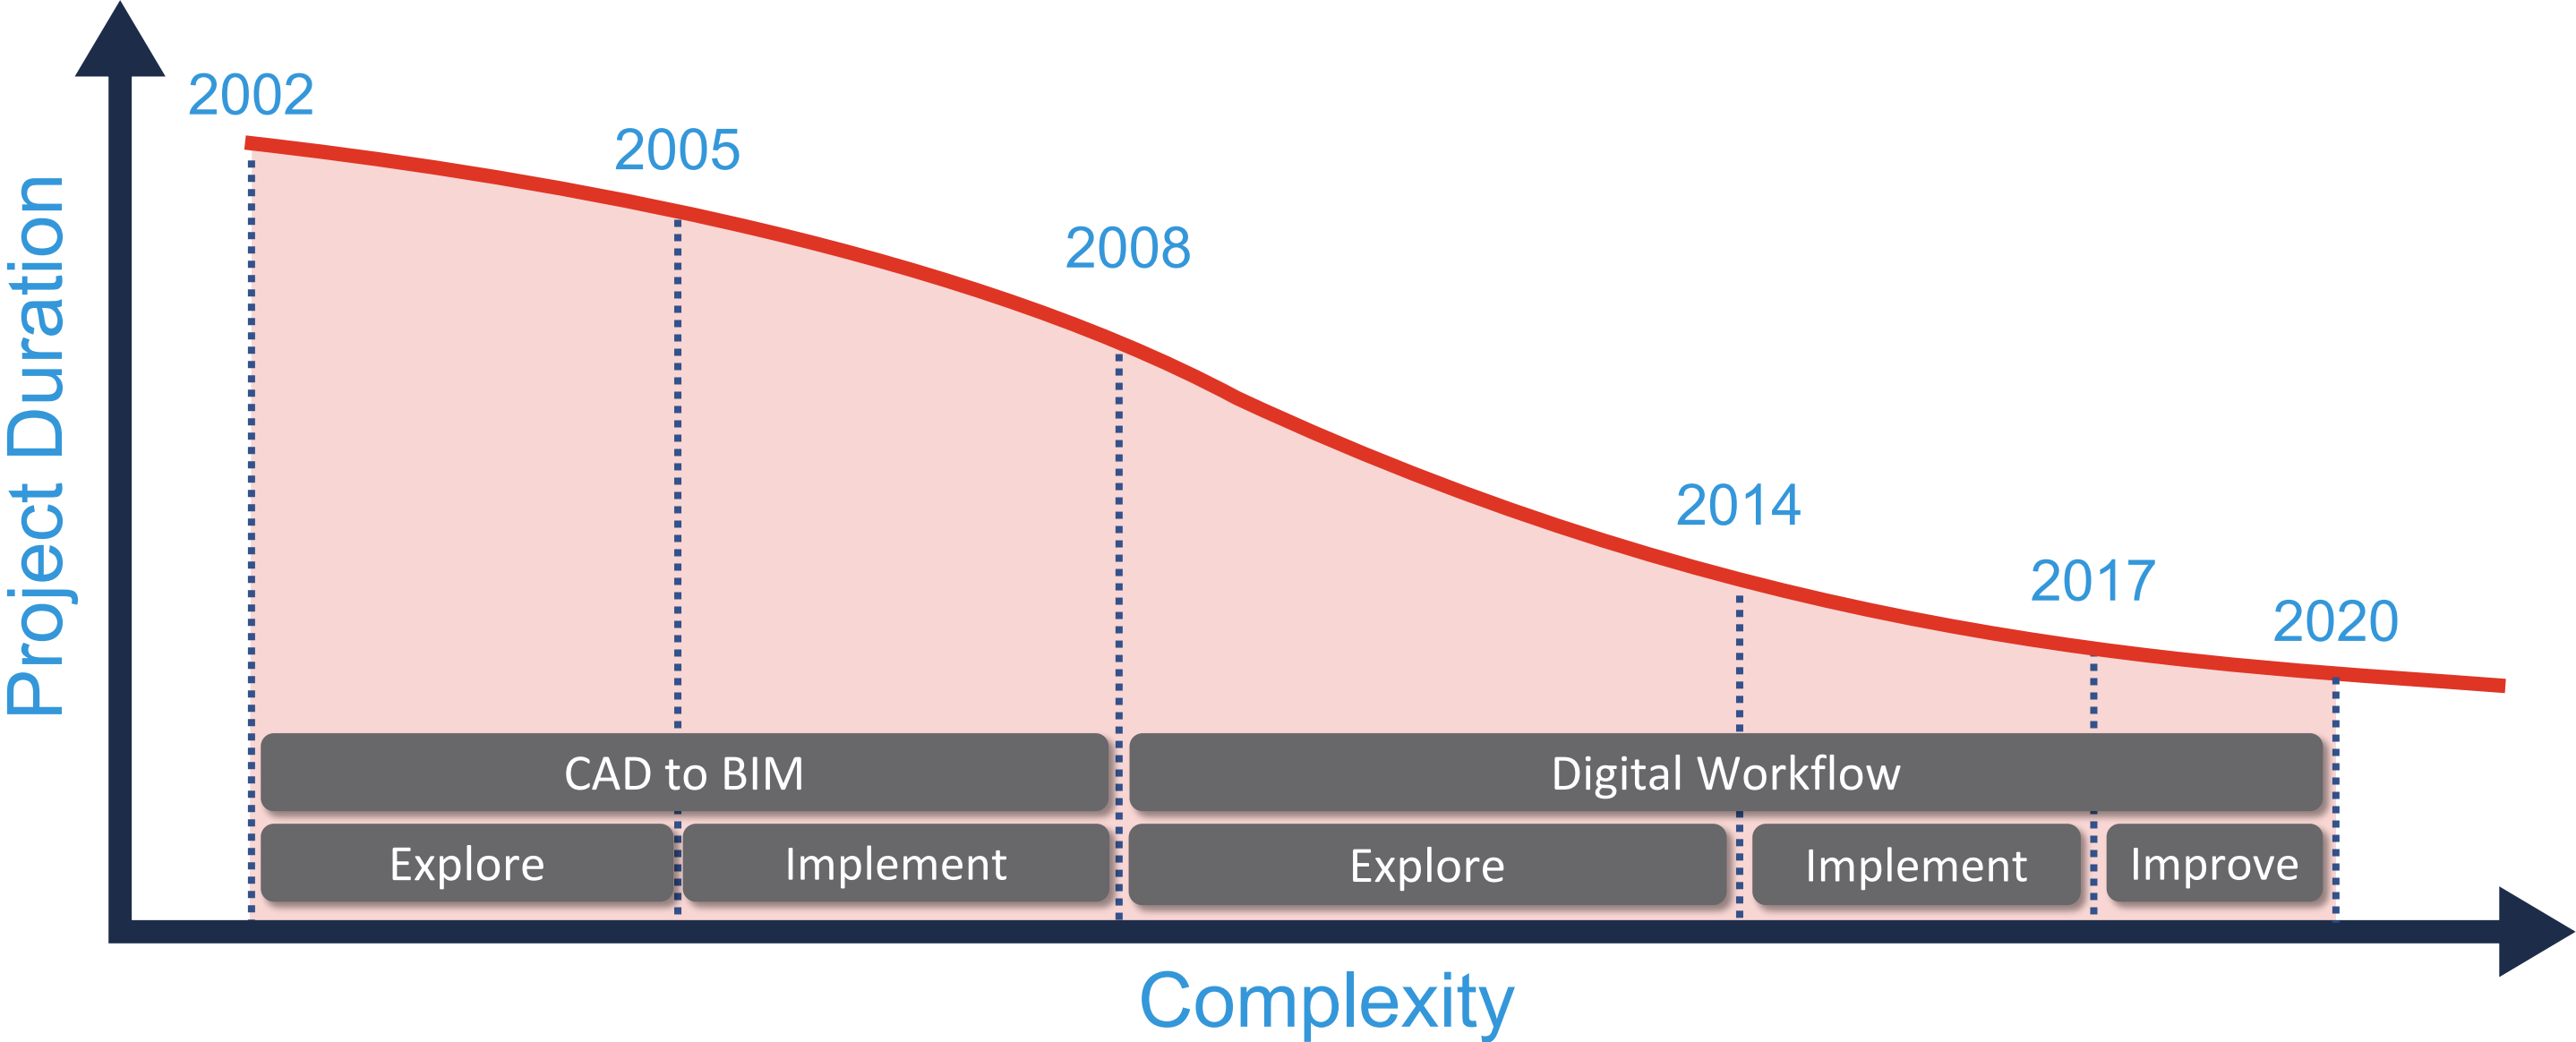 2002
2005
2008
2014
2017
2020
Project Duration
CAD to BIM
Digital Workflow
Explore
Implement
Explore
Implement
Improve
Complexity